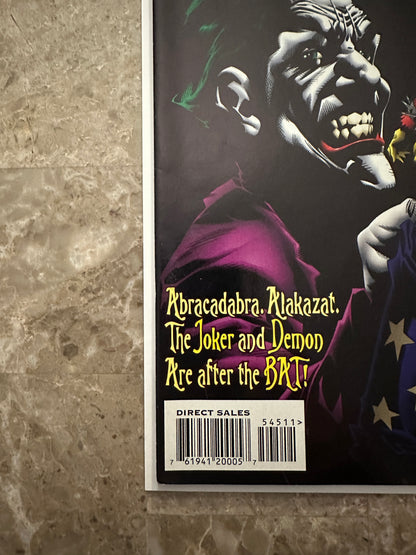 Abracadabra. Alakazat.
The Joker and Demon
Are after the BAT!
DIRECT SALES
54511>
7 61941 20005 7